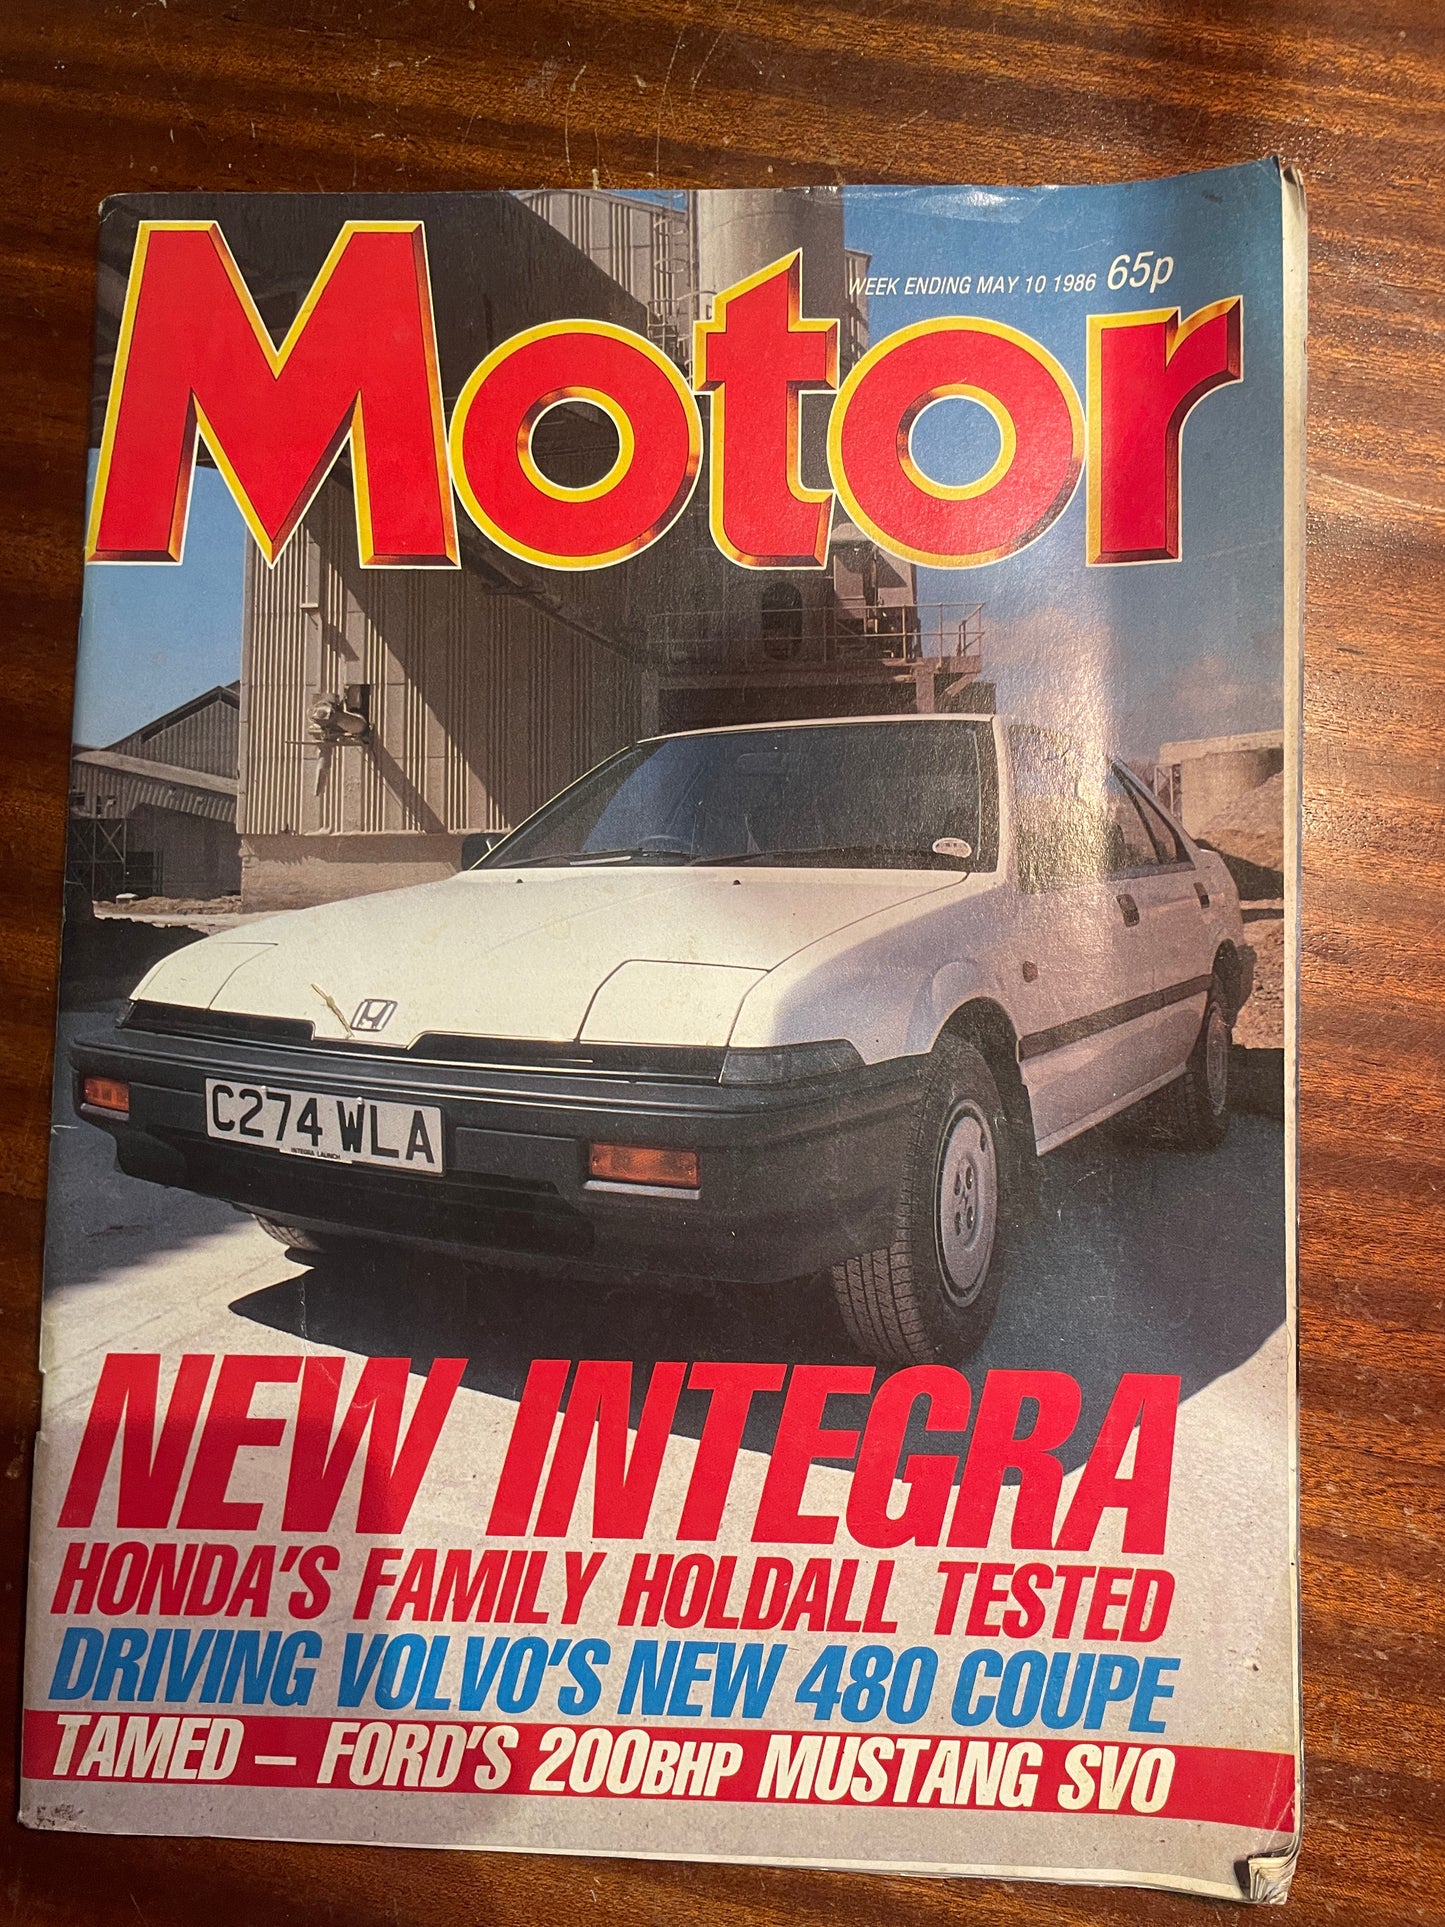 WEEK ENDING MAY 10 1986 65p
Motor
C274 WLA
INTEGRA LAUNCH
NEW INTEGRA
HONDA'S FAMILY HOLDALL TESTED
DRIVING VOLVO'S NEW 480 COUPE
TAMED – FORD'S 200BHP MUSTANG SVO